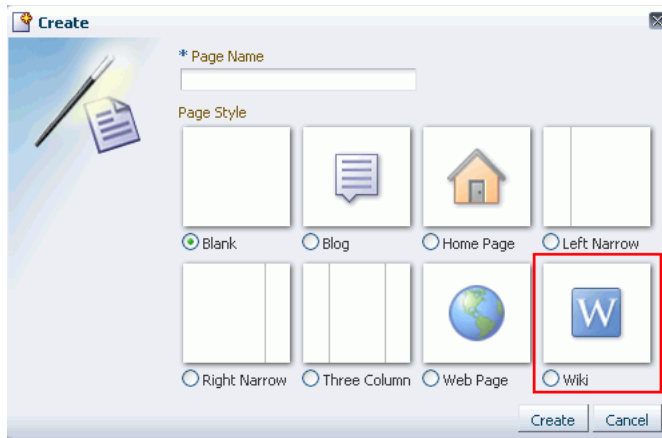 Create
* Page Name
Page Style
Blank Blog Home Page Left Narrow
W
Right Narrow Three Column Web Page Wiki
Create Cancel